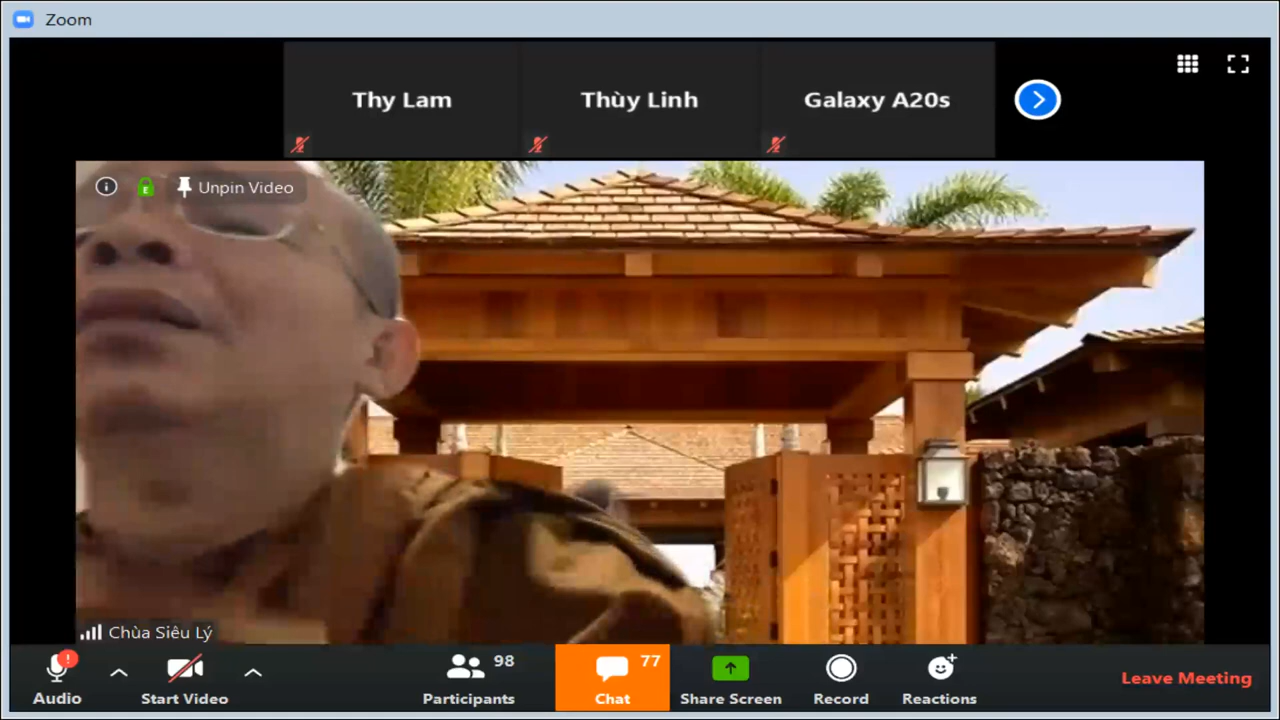 Zoom
Thy Lam
Thùy Linh
Galaxy A20s
E
Unpin Video
Chùa Siêu Lý
98
77
Audio
Start Video
Participants
Chat
Share Screen
Record
Reactions
Leave Meeting